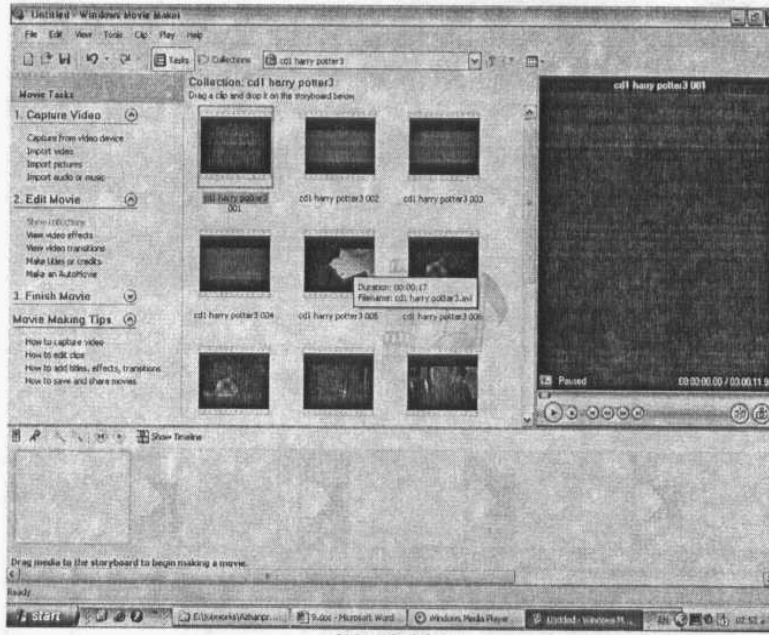 Untitled - Windows Movie Maker
File Edit View Tools Clip Play Help
Tasks Collections cd1 harry potter3
Movie Tasks
1. Capture Video
Capture from video device
Import video
Import pictures
Import audio or music
2. Edit Movie
Show collections
View video effects
View video transitions
Make titles or credits
Make an AutoMovie
3. Finish Movie
Movie Making Tips
How to capture video
How to edit clips
How to add titles, effects, transitions
How to save and share movies
Collection: cd1 harry potter3
Drag a clip and drop it on the storyboard below
cd1 harry potter3 001
cd1 harry potter3 002
cd1 harry potter3 003
cd1 harry potter3 004
cd1 harry potter3 005
cd1 harry potter3 006
Duration: 00:00:17
Filename: cd1 harry potter3.avi
cd1 harry potter3 001
Paused
Show Timeline
Drag media to the storyboard to begin making a movie.
Ready
start
9.doc - Microsoft Word
Windows Media Player
Untitled - Windows M...
EN